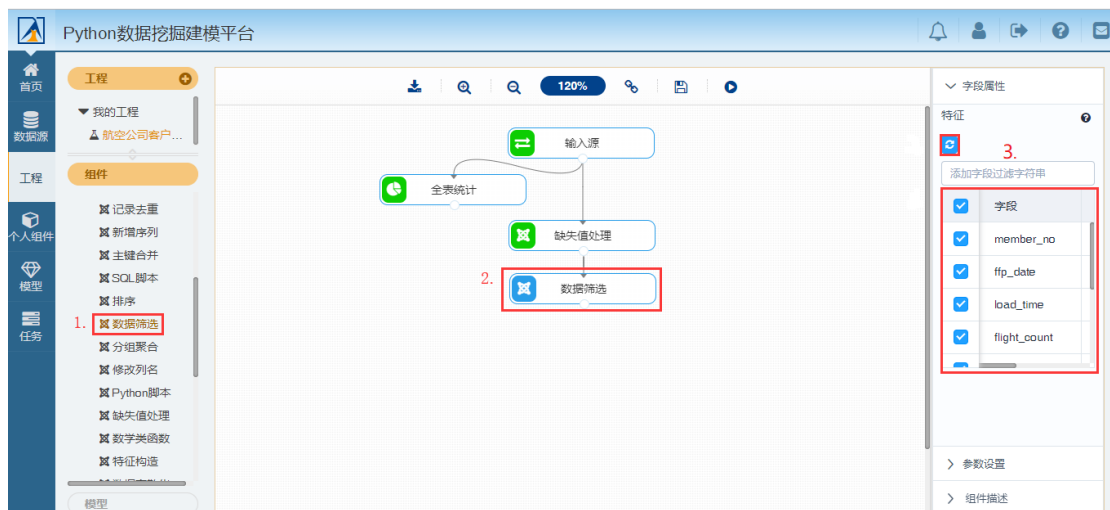 Python数据挖掘建模平台
首页
数据源
工程
个人组件
模型
任务
工程
我的工程
航空公司客户...
组件
记录去重
新增序列
主键合并
SQL脚本
排序
1. 数据筛选
分组聚合
修改列名
Python脚本
缺失值处理
数学类函数
特征构造
模型
120%
输入源
全表统计
缺失值处理
2. 数据筛选
字段属性
特征
3.
添加字段过滤字符串
字段
member_no
ffp_date
load_time
flight_count
参数设置
组件描述